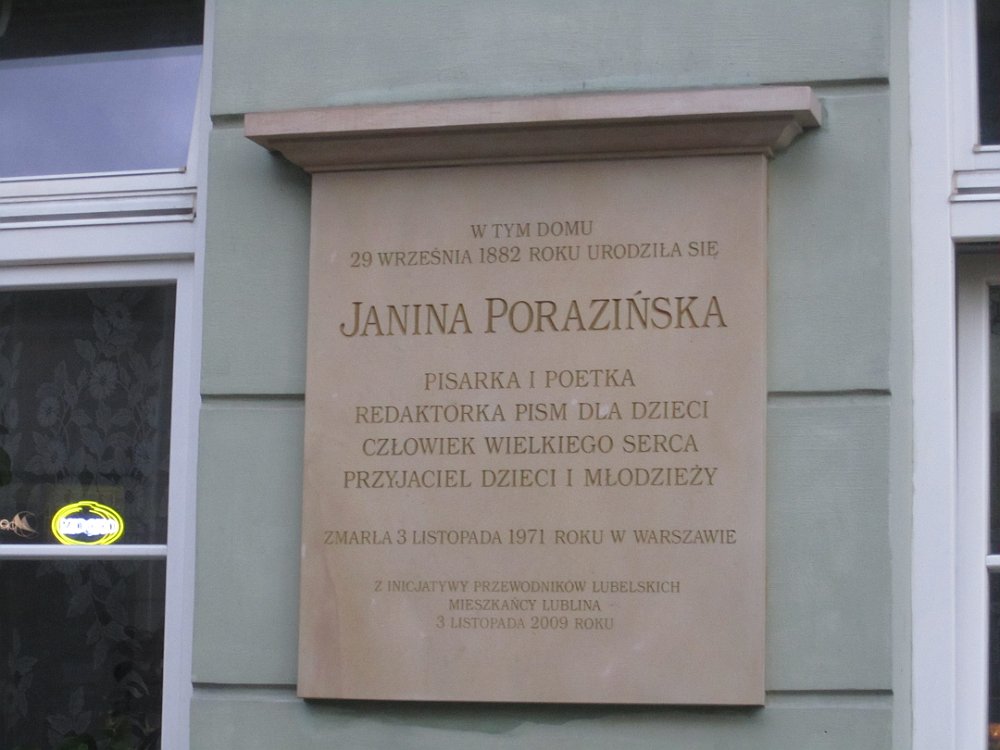 W TYM DOMU
29 WRZEŚNIA 1882 ROKU URODZIŁA SIĘ
JANINA PORAZIŃSKA
PISARKA I POETKA
REDAKTORKA PISM DLA DZIECI
CZŁOWIEK WIELKIEGO SERCA
PRZYJACIEL DZIECI I MŁODZIEŻY
ZMARŁA 3 LISTOPADA 1971 ROKU W WARSZAWIE
Z INICJATYWY PRZEWODNIKÓW LUBELSKICH
MIESZKAŃCY LUBLINA
3 LISTOPADA 2009 ROKU